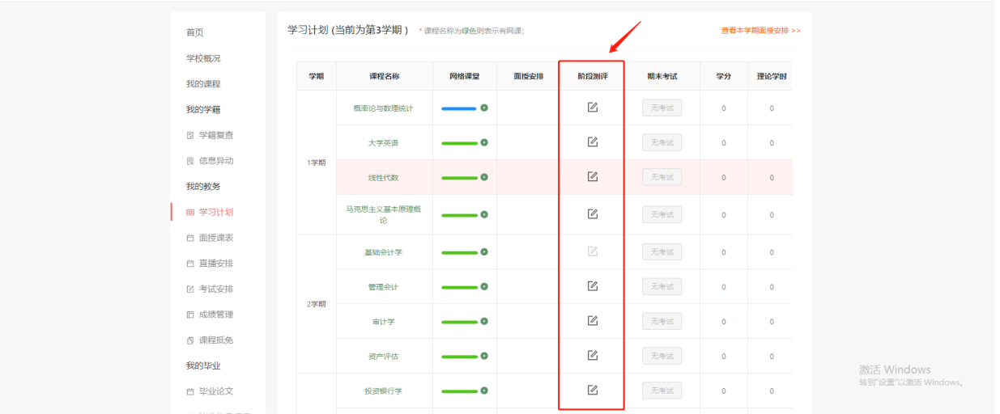 首页
学校概况
我的课程
我的学籍
学籍复查
信息异动
我的教务
学习计划
面授课表
直播安排
考试安排
成绩管理
课程抵免
我的毕业
毕业论文
学习计划 (当前为第3学期 ) * 课程名称为绿色则表示有网课;
查看本学期面授安排 >>
学期 课程名称 网络课堂 面授安排 阶段测评 期末考试 学分 理论学时
1学期
概率论与数理统计 无考试 0 0
大学英语 无考试 0 0
线性代数 无考试 0 0
马克思主义基本原理概
论 无考试 0 0
2学期
基础会计学 无考试 0 0
管理会计 无考试 0 0
审计学 无考试 0 0
资产评估 无考试 0 0
投资银行学 无考试 0 0
激活 Windows
转到"设置"以激活 Windows。